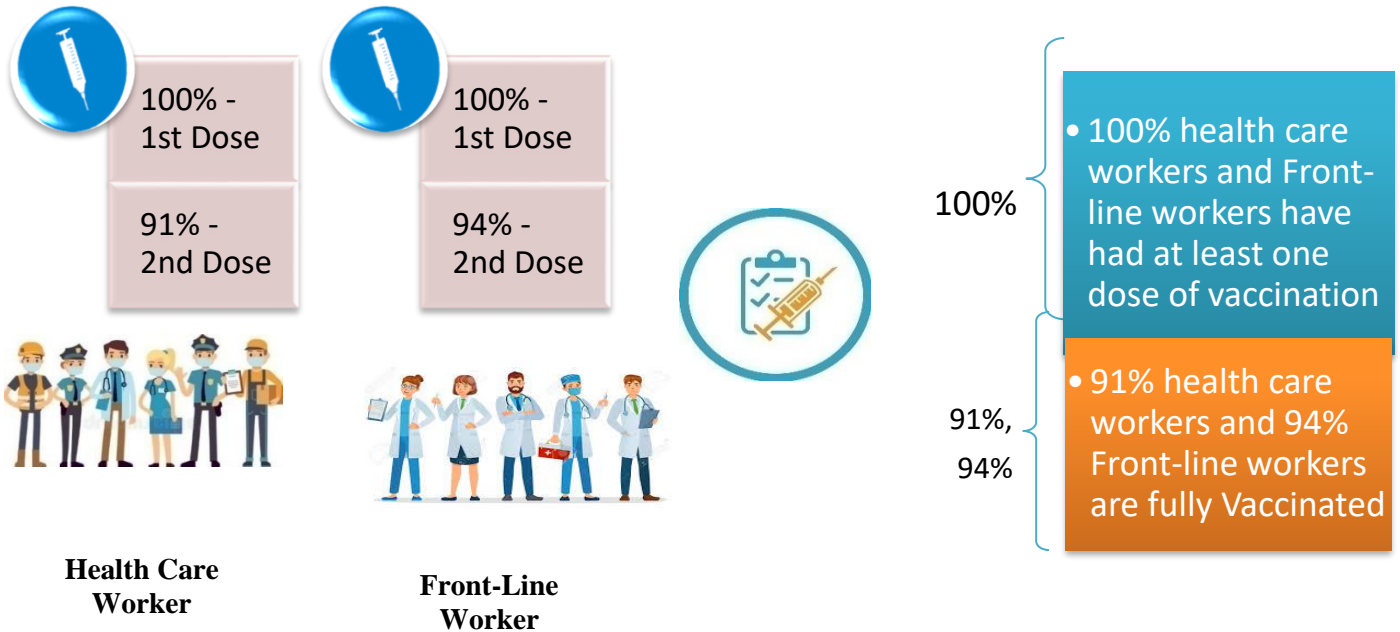 100% -
1st Dose
91% -
2nd Dose
Health Care
Worker
100% -
1st Dose
94% -
2nd Dose
Front-Line
Worker
100%
• 100% health care
workers and Front-
line workers have
had at least one
dose of vaccination
91%,
94%
• 91% health care
workers and 94%
Front-line workers
are fully Vaccinated